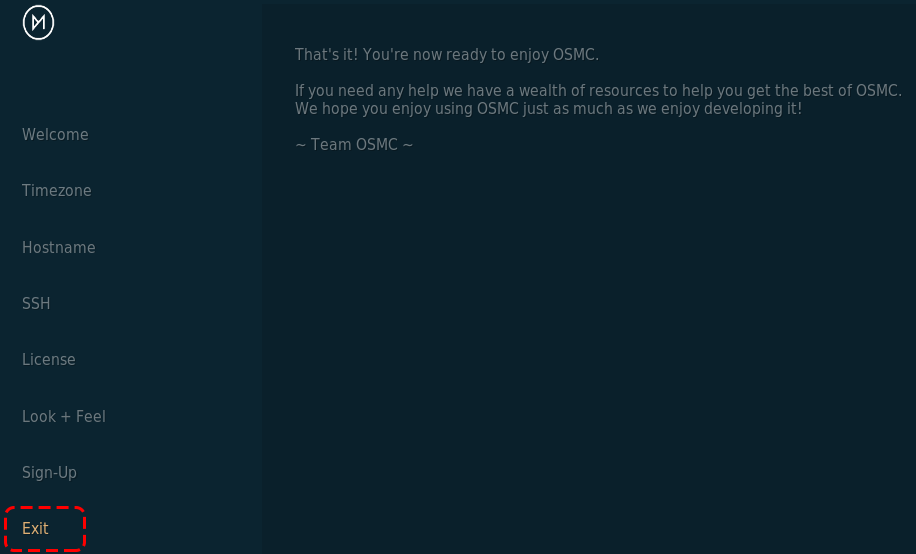 Welcome
Timezone
Hostname
SSH
License
Look + Feel
Sign-Up
Exit
That's it! You're now ready to enjoy OSMC.
If you need any help we have a wealth of resources to help you get the best of OSMC.
We hope you enjoy using OSMC just as much as we enjoy developing it!
~ Team OSMC ~